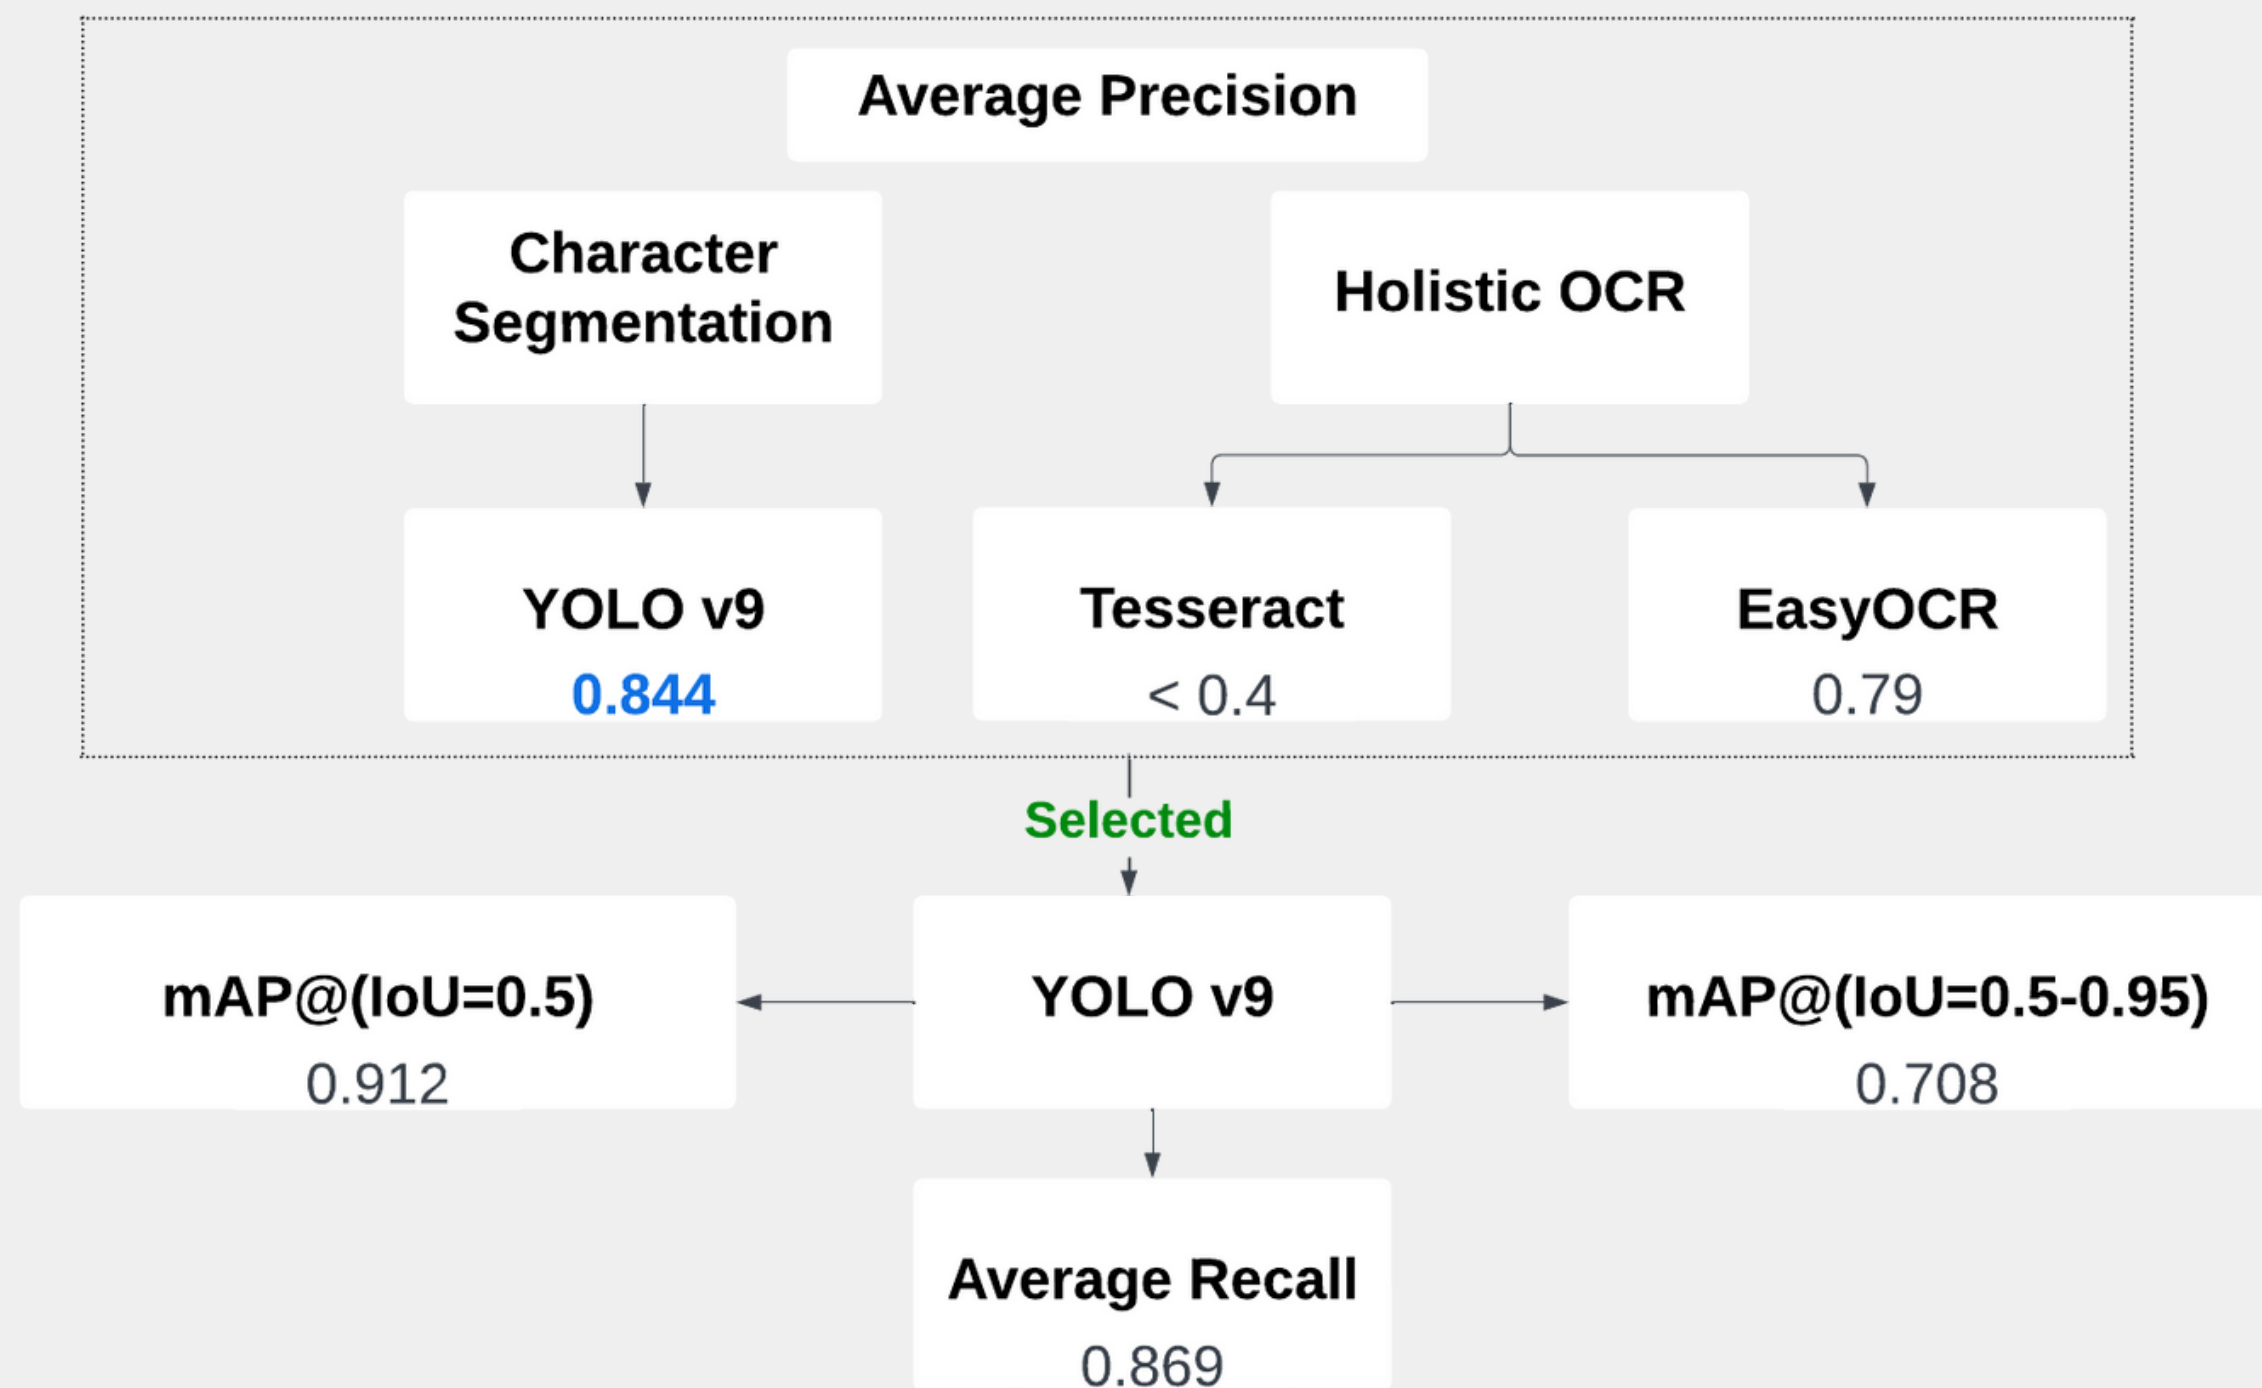 Average Precision
Character
Segmentation
Holistic OCR
YOLO v9
0.844
Tesseract
< 0.4
EasyOCR
0.79
Selected
mAP@(IoU=0.5)
0.912
YOLO v9
mAP@(IoU=0.5-0.95)
0.708
Average Recall
0.869